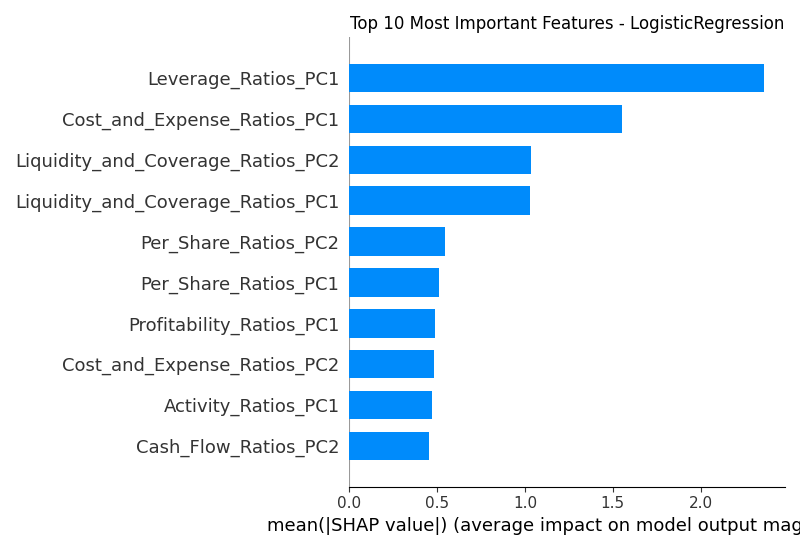 Top 10 Most Important Features - LogisticRegression
Leverage_Ratios_PC1
Cost_and_Expense_Ratios_PC1
Liquidity_and_Coverage_Ratios_PC2
Liquidity_and_Coverage_Ratios_PC1
Per_Share_Ratios_PC2
Per_Share_Ratios_PC1
Profitability_Ratios_PC1
Cost_and_Expense_Ratios_PC2
Activity_Ratios_PC1
Cash_Flow_Ratios_PC2
0.0 0.5 1.0 1.5 2.0
mean(|SHAP value|) (average impact on model output mag